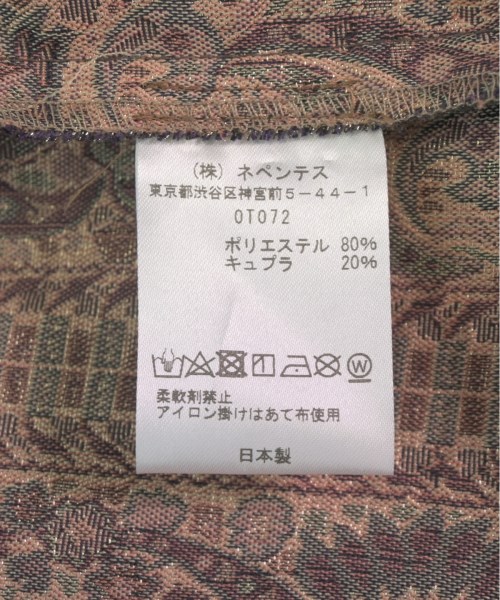 (株) ネペンテス
東京都渋谷区神宮前5-44-1
0T072
ポリエステル 80%
キュプラ 20%
W
柔軟剤禁止
アイロン掛けはあて布使用
日本製